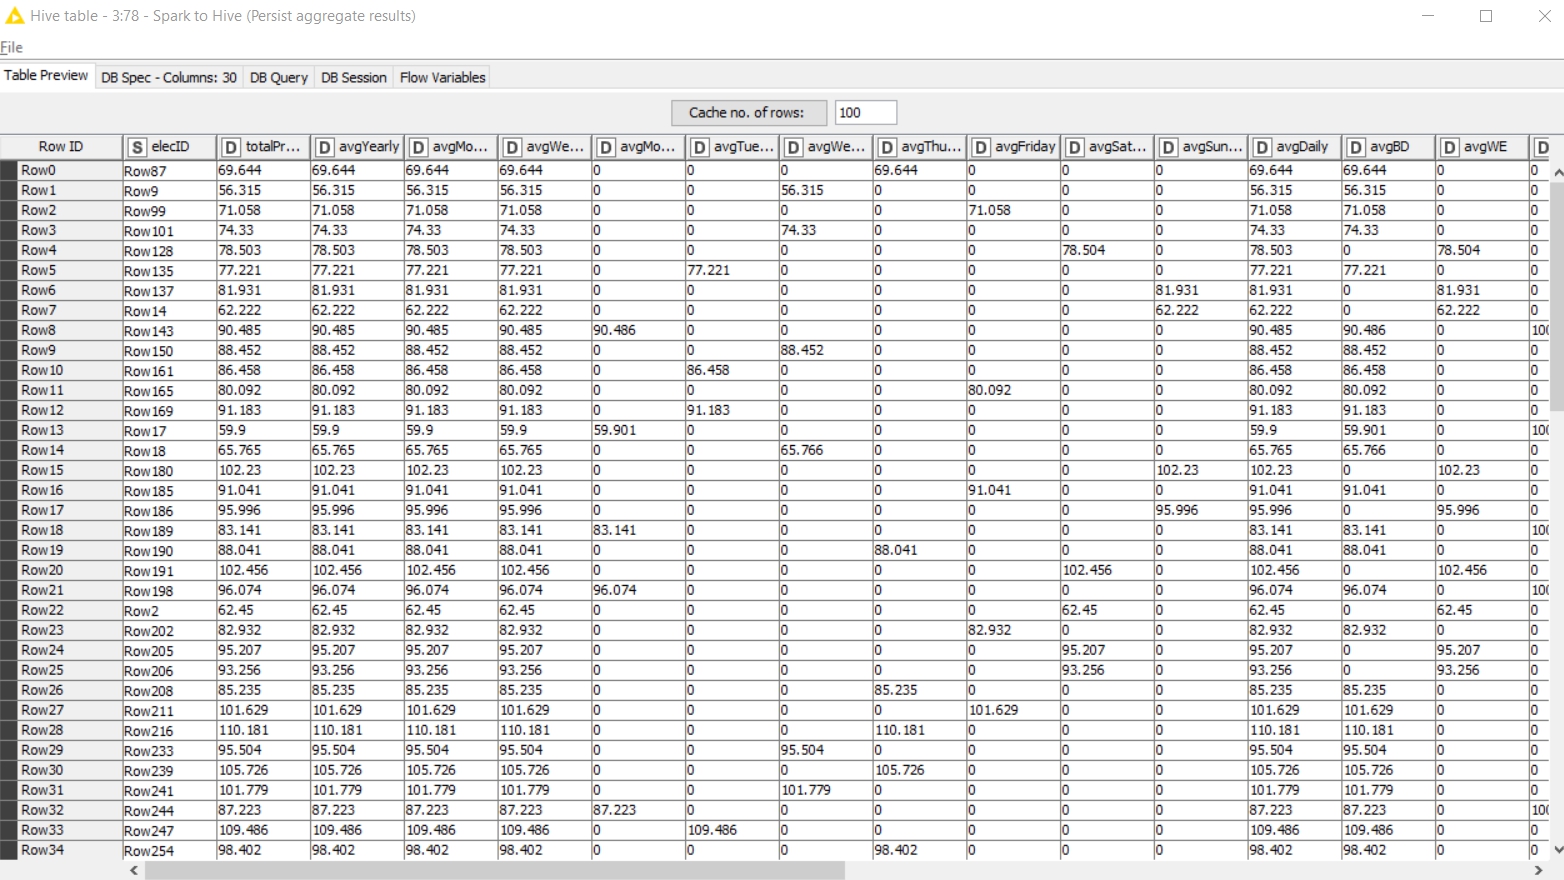 Hive table - 3:78 - Spark to Hive (Persist aggregate results)
File
Table Preview DB Spec - Columns: 30 DB Query DB Session Flow Variables
Cache no. of rows: 100
Row ID S elecID D totalPr... D avgYearly D avgMo... D avgWe... D avgMo... D avgTue... D avgWe... D avgThu... D avgFriday D avgSat... D avgSun... D avgDaily D avgBD D avgWE D
Row0 Row87 69.644 69.644 69.644 69.644 0 0 0 69.644 0 0 0 69.644 69.644 0 0
Row1 Row9 56.315 56.315 56.315 56.315 0 0 56.315 0 0 0 0 56.315 56.315 0 0
Row2 Row99 71.058 71.058 71.058 71.058 0 0 0 0 71.058 0 0 71.058 71.058 0 0
Row3 Row101 74.33 74.33 74.33 74.33 0 0 74.33 0 0 0 0 74.33 74.33 0 0
Row4 Row128 78.503 78.503 78.503 78.503 0 0 0 0 0 78.504 0 78.503 0 78.504 0
Row5 Row135 77.221 77.221 77.221 77.221 0 77.221 0 0 0 0 0 77.221 77.221 0 0
Row6 Row137 81.931 81.931 81.931 81.931 0 0 0 0 0 0 81.931 81.931 0 81.931 0
Row7 Row14 62.222 62.222 62.222 62.222 0 0 0 0 0 0 62.222 62.222 0 62.222 0
Row8 Row143 90.485 90.485 90.485 90.485 90.486 0 0 0 0 0 0 90.485 90.486 0 100
Row9 Row150 88.452 88.452 88.452 88.452 0 0 88.452 0 0 0 0 88.452 88.452 0 0
Row10 Row161 86.458 86.458 86.458 86.458 0 86.458 0 0 0 0 0 86.458 86.458 0 0
Row11 Row165 80.092 80.092 80.092 80.092 0 0 0 0 80.092 0 0 80.092 80.092 0 0
Row12 Row169 91.183 91.183 91.183 91.183 0 91.183 0 0 0 0 0 91.183 91.183 0 0
Row13 Row17 59.9 59.9 59.9 59.9 59.901 0 0 0 0 0 0 59.9 59.901 0 100
Row14 Row18 65.765 65.765 65.765 65.765 0 0 65.766 0 0 0 0 65.765 65.766 0 0
Row15 Row180 102.23 102.23 102.23 102.23 0 0 0 0 0 0 102.23 102.23 0 102.23 0
Row16 Row185 91.041 91.041 91.041 91.041 0 0 0 0 91.041 0 0 91.041 91.041 0 0
Row17 Row186 95.996 95.996 95.996 95.996 0 0 0 0 0 0 95.996 95.996 0 95.996 0
Row18 Row189 83.141 83.141 83.141 83.141 83.141 0 0 0 0 0 0 83.141 83.141 0 100
Row19 Row190 88.041 88.041 88.041 88.041 0 0 0 88.041 0 0 0 88.041 88.041 0 0
Row20 Row191 102.456 102.456 102.456 102.456 0 0 0 0 0 102.456 0 102.456 0 102.456 0
Row21 Row198 96.074 96.074 96.074 96.074 96.074 0 0 0 0 0 0 96.074 96.074 0 100
Row22 Row2 62.45 62.45 62.45 62.45 0 0 0 0 0 62.45 0 62.45 0 62.45 0
Row23 Row202 82.932 82.932 82.932 82.932 0 0 0 0 82.932 0 0 82.932 82.932 0 0
Row24 Row205 95.207 95.207 95.207 95.207 0 0 0 0 0 95.207 0 95.207 0 95.207 0
Row25 Row206 93.256 93.256 93.256 93.256 0 0 0 0 0 93.256 0 93.256 0 93.256 0
Row26 Row208 85.235 85.235 85.235 85.235 0 0 0 85.235 0 0 0 85.235 85.235 0 0
Row27 Row211 101.629 101.629 101.629 101.629 0 0 0 0 101.629 0 0 101.629 101.629 0 0
Row28 Row216 110.181 110.181 110.181 110.181 0 0 0 110.181 0 0 0 110.181 110.181 0 0
Row29 Row233 95.504 95.504 95.504 95.504 0 0 95.504 0 0 0 0 95.504 95.504 0 0
Row30 Row239 105.726 105.726 105.726 105.726 0 0 0 105.726 0 0 0 105.726 105.726 0 0
Row31 Row241 101.779 101.779 101.779 101.779 0 0 101.779 0 0 0 0 101.779 101.779 0 0
Row32 Row244 87.223 87.223 87.223 87.223 87.223 0 0 0 0 0 0 87.223 87.223 0 100
Row33 Row247 109.486 109.486 109.486 109.486 0 109.486 0 0 0 0 0 109.486 109.486 0 0
Row34 Row254 98.402 98.402 98.402 98.402 0 0 0 98.402 0 0 0 98.402 98.402 0 0